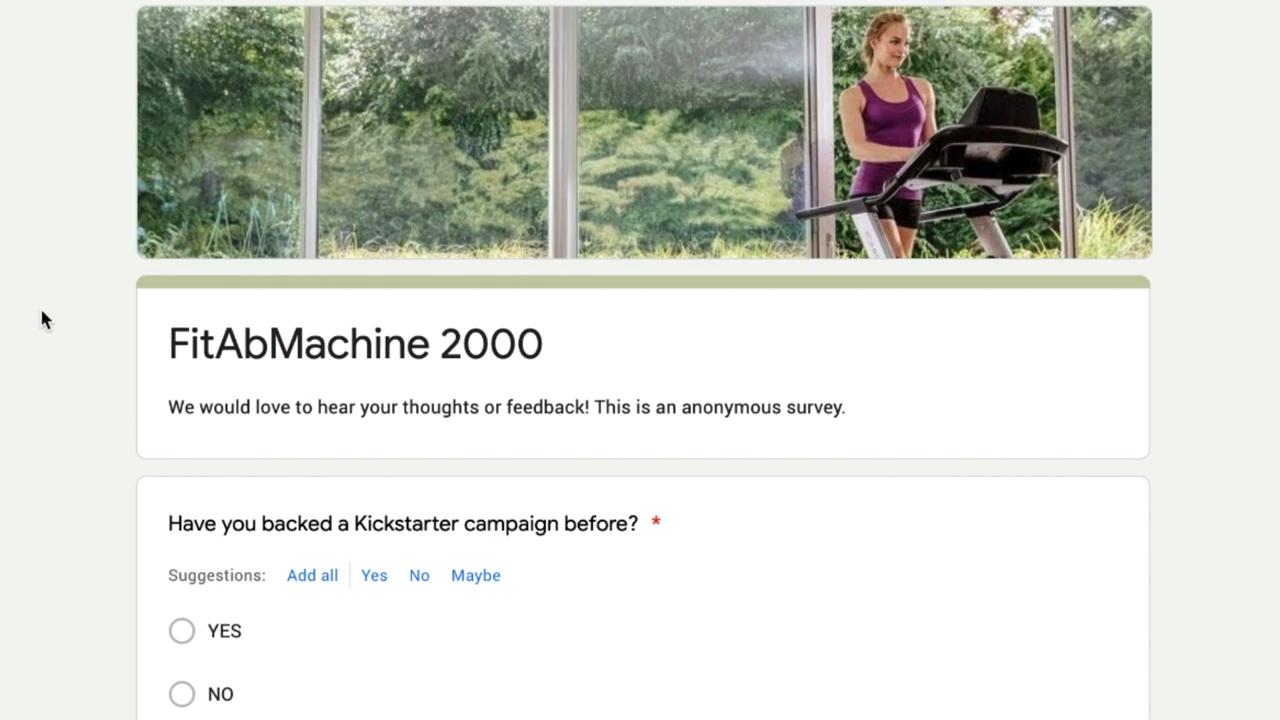 FitAbMachine 2000
We would love to hear your thoughts or feedback! This is an anonymous survey.
Have you backed a Kickstarter campaign before? *
Suggestions: Add all Yes No Maybe
YES
NO